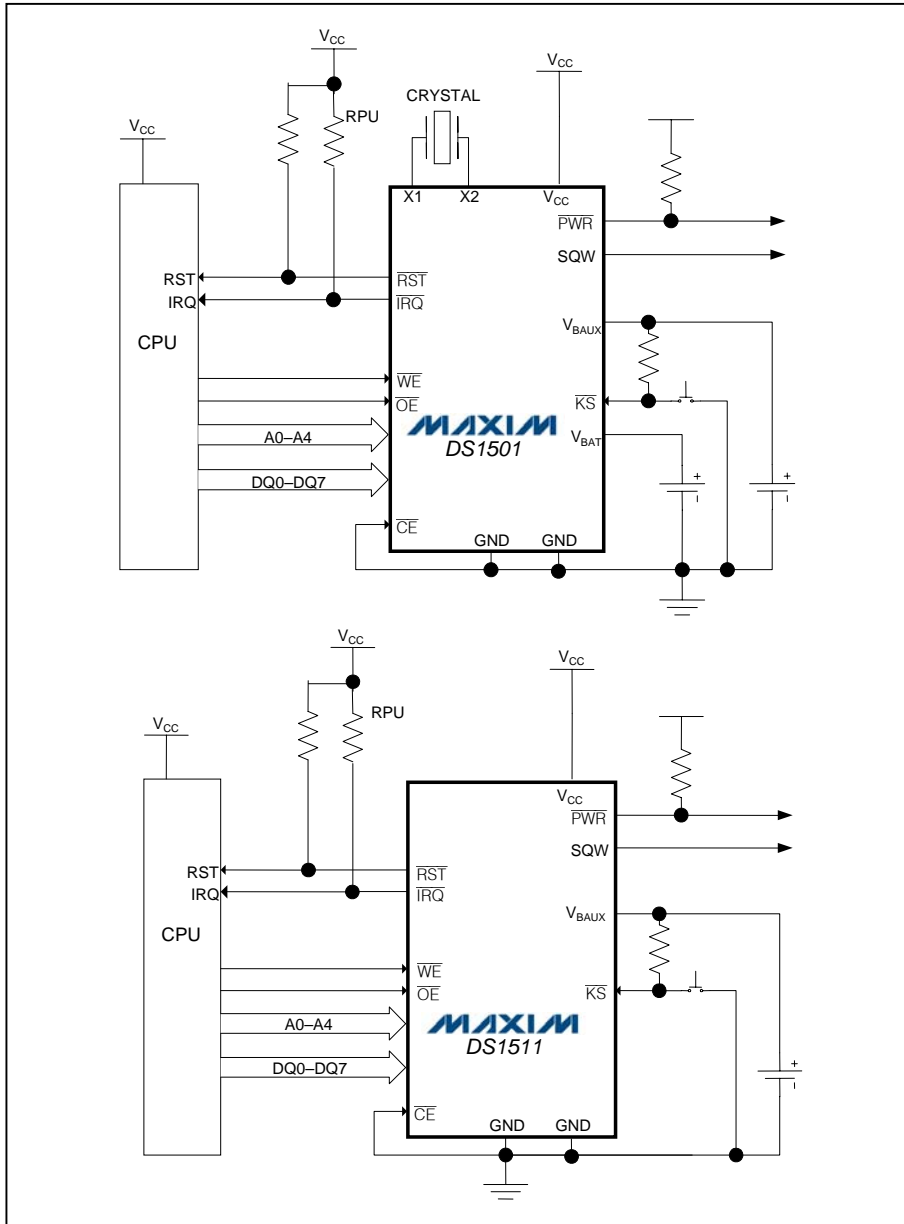 VCC
VCC
CRYSTAL
RPU
VCC
X1 X2 VCC
PWR
SQW
RST RST
IRQ IRQ
VBAUX
CPU
WE
OE
KS
A0–A4
MAXIM
VBAT
DS1501
DQ0–DQ7
+
-
+
-
CE
GND GND
VCC
VCC
RPU
VCC
VCC
PWR
SQW
RST RST
IRQ IRQ
VBAUX
CPU
WE
OE
KS
A0–A4
MAXIM
DS1511
DQ0–DQ7
+
-
CE
GND GND